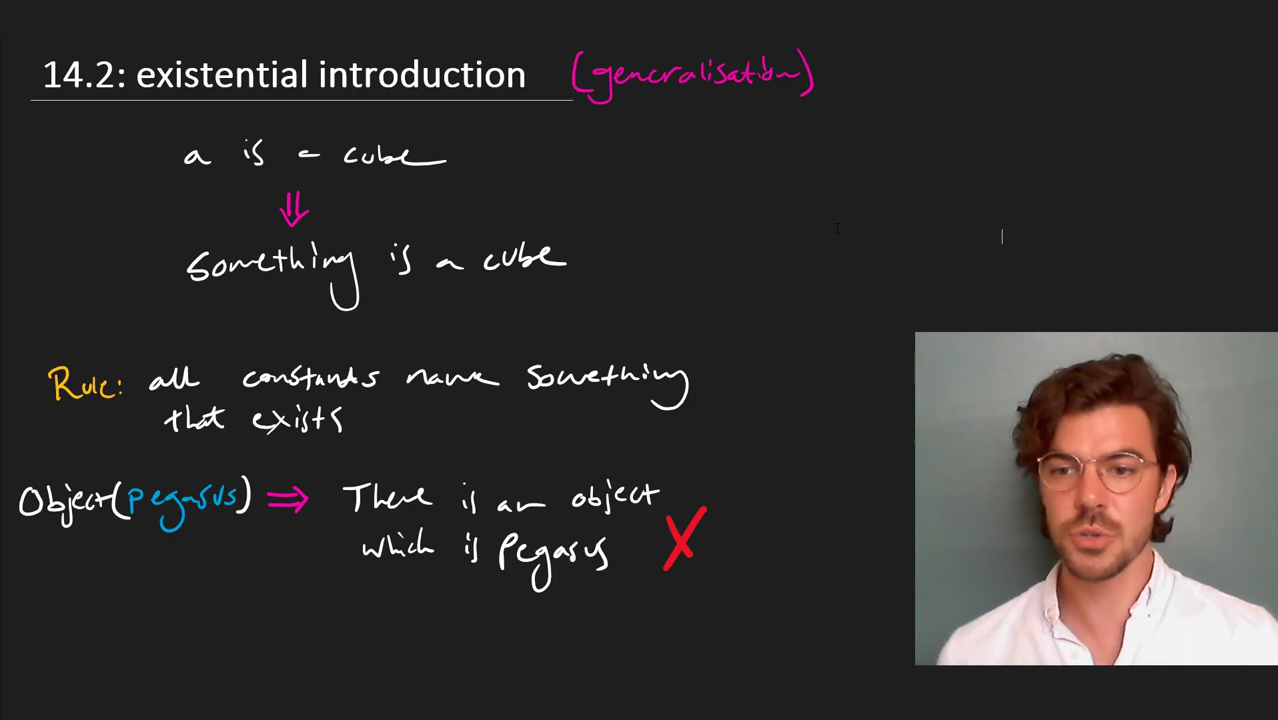 14.2: existential introduction (generalisation)
a is a cube
⇓
something is a cube
Rule: all constands name something
that exists
Object(pegasus) ⇒ There is an object
which is Pegasus X